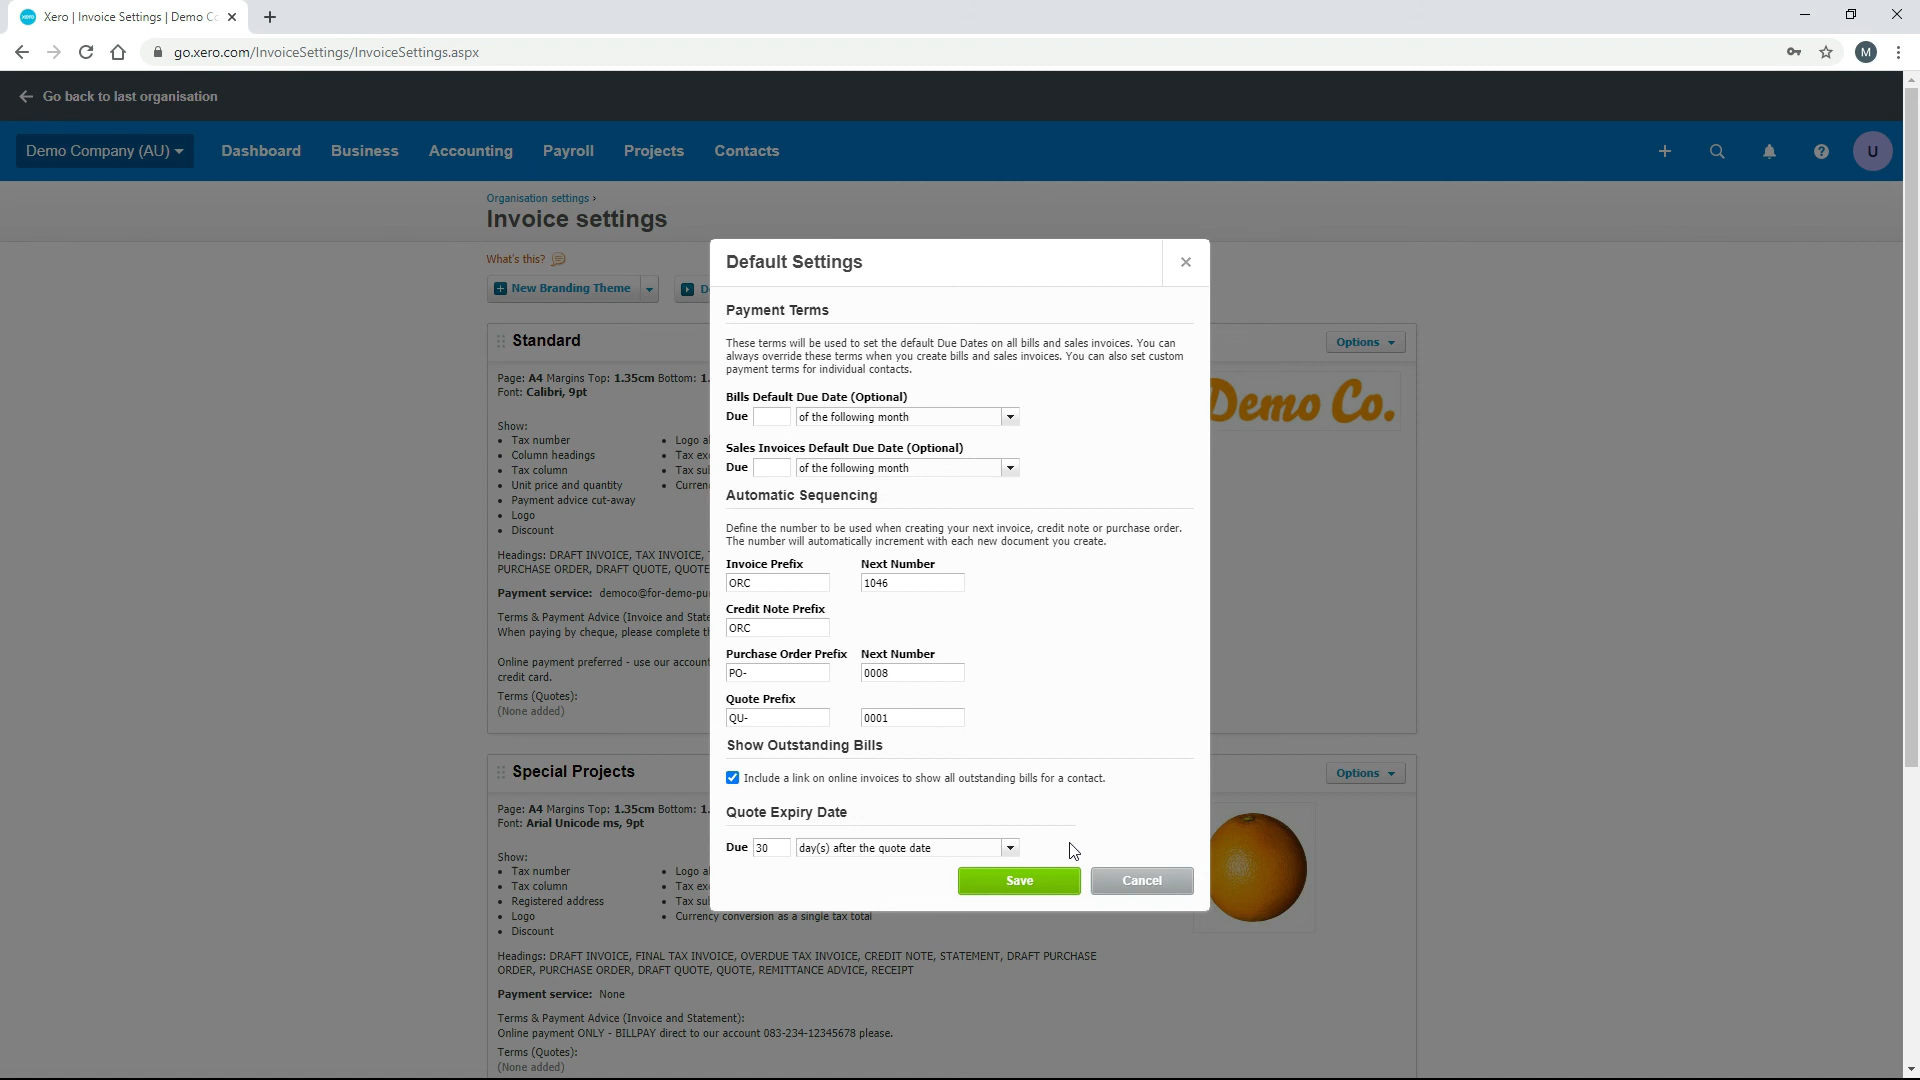 Xero | Invoice Settings | Demo C
go.xero.com/InvoiceSettings/InvoiceSettings.aspx
M
Go back to last organisation
Demo Company (AU)
Dashboard
Business
Accounting
Payroll
Projects
Contacts
U
Organisation settings ›
Invoice settings
What's this?
New Branding Theme
D
Standard
Options
Page: A4 Margins Top: 1.35cm Bottom: 1.
Font: Calibri, 9pt
Show:
• Tax number
• Column headings
• Tax column
• Unit price and quantity
• Payment advice cut-away
• Logo
• Discount
• Logo al
• Tax ex
• Tax su
• Curren
Headings: DRAFT INVOICE, TAX INVOICE,
PURCHASE ORDER, DRAFT QUOTE, QUOTE
Payment service: democo@for-demo-pu
Terms & Payment Advice (Invoice and State
When paying by cheque, please complete t
Online payment preferred - use our account
credit card.
Terms (Quotes):
(None added)
Demo Co.
Default Settings
Payment Terms
These terms will be used to set the default Due Dates on all bills and sales invoices. You can
always override these terms when you create bills and sales invoices. You can also set custom
payment terms for individual contacts.
Bills Default Due Date (Optional)
Due of the following month
Sales Invoices Default Due Date (Optional)
Due of the following month
Automatic Sequencing
Define the number to be used when creating your next invoice, credit note or purchase order.
The number will automatically increment with each new document you create.
Invoice Prefix Next Number
ORC 1046
Credit Note Prefix
ORC
Purchase Order Prefix Next Number
PO- 0008
Quote Prefix
QU- 0001
Show Outstanding Bills
Include a link on online invoices to show all outstanding bills for a contact.
Quote Expiry Date
Due 30 day(s) after the quote date
Save
Cancel
Special Projects
Options
Page: A4 Margins Top: 1.35cm Bottom: 1.
Font: Arial Unicode ms, 9pt
Show:
• Tax number
• Tax column
• Registered address
• Logo
• Discount
• Logo al
• Tax ex
• Tax su
• Currency conversion as a single tax total
Headings: DRAFT INVOICE, FINAL TAX INVOICE, OVERDUE TAX INVOICE, CREDIT NOTE, STATEMENT, DRAFT PURCHASE
ORDER, PURCHASE ORDER, DRAFT QUOTE, QUOTE, REMITTANCE ADVICE, RECEIPT
Payment service: None
Terms & Payment Advice (Invoice and Statement):
Online payment ONLY - BILLPAY direct to our account 083-234-12345678 please.
Terms (Quotes):
(None added)